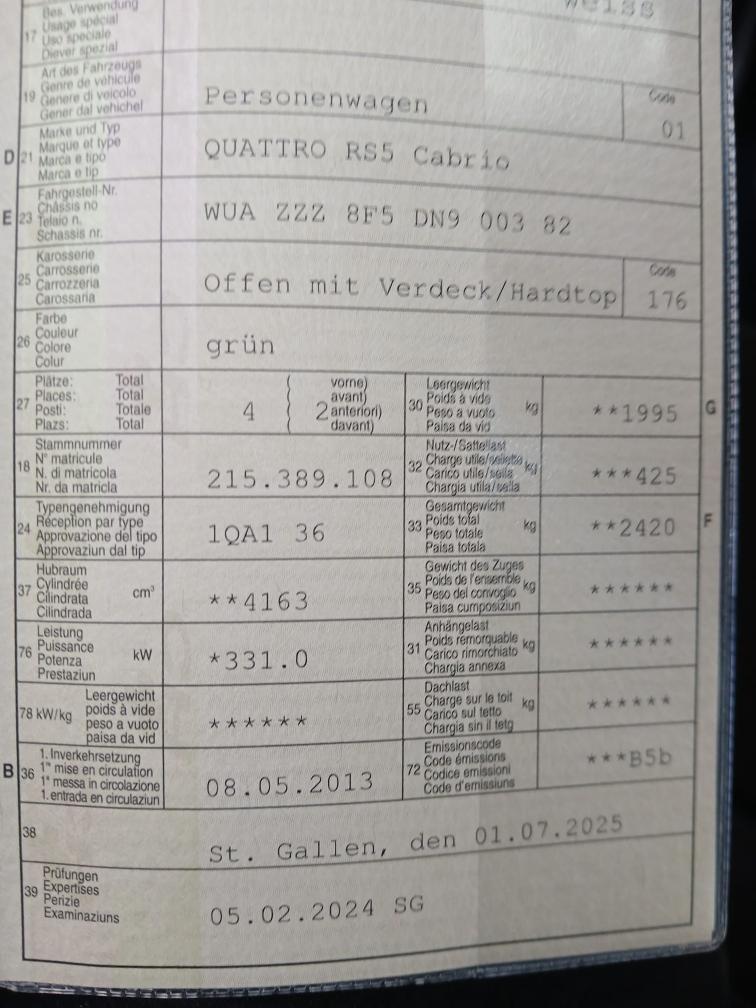 weiss
17 Bes. Verwendung
Usage spécial
Uso speciale
Diever spezial
19 Art des Fahrzeugs
Genre de véhicule
Genere di veicolo
Gener dal vehichel
Personenwagen
Code
01
D 21 Marke und Typ
Marque et type
Marca e tipo
Marca e tip
QUATTRO RS5 Cabrio
E 23 Fahrgestell-Nr.
Châssis no
Telaio n.
Schassis nr.
WUA ZZZ 8F5 DN9 003 82
25 Karosserie
Carrosserie
Carrozzeria
Carossaria
Offen mit Verdeck/Hardtop
Code
176
26 Farbe
Couleur
Colore
Colur
grün
27 Plätze: Total
Places: Total
Posti: Totale
Plazs: Total
4
2
vorne)
avant)
anteriori)
davant)
30 Leergewicht
Poids à vide
Peso a vuoto
Paisa da vid
kg
**1995
G
18 Stammnummer
N° matricule
N. di matricola
Nr. da matricla
215.389.108
32 Nutz-/Sattellast
Charge utile/sellette
Carico utile/sella
Chargia utila/sella
kg
***425
24 Typengenehmigung
Réception par type
Approvazione del tipo
Approvaziun dal tip
1QA1 36
33 Gesamtgewicht
Poids total
Peso totale
Paisa totala
kg
**2420
F
37 Hubraum
Cylindrée
Cilindrata
Cilindrada
cm³
**4163
35 Gewicht des Zuges
Poids de l'ensemble
Peso del convoglio
Paisa cumposiziun
kg
******
76 Leistung
Puissance
Potenza
Prestaziun
kW
*331.0
31 Anhängelast
Poids remorquable
Carico rimorchiato
Chargia annexa
kg
******
78 kW/kg
Leergewicht
poids à vide
peso a vuoto
paisa da vid
******
55 Dachlast
Charge sur le toit
Carico sul tetto
Chargia sin il tetg
kg
******
B 36 1. Inverkehrsetzung
1re mise en circulation
1a messa in circolazione
1. entrada en circulaziun
08.05.2013
72 Emissionscode
Code émissions
Codice emissioni
Code d'emissiuns
***B5b
38
St. Gallen, den 01.07.2025
39 Prüfungen
Expertises
Perizie
Examinaziuns
05.02.2024 SG